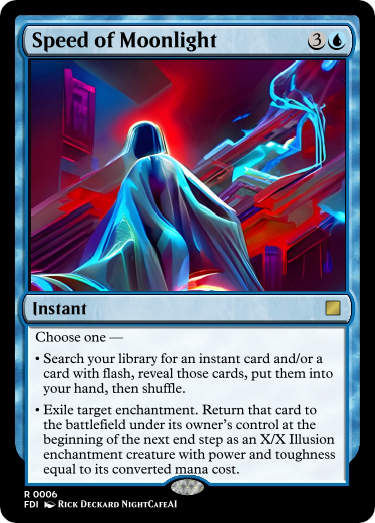 Speed of Moonlight 3
Instant
Choose one —
• Search your library for an instant card and/or a
card with flash, reveal those cards, put them into
your hand, then shuffle.
• Exile target enchantment. Return that card to
the battlefield under its owner's control at the
beginning of the next end step as an X/X Illusion
enchantment creature with power and toughness
equal to its converted mana cost.
R 0006
FDI Rick Deckard NightCafeAI